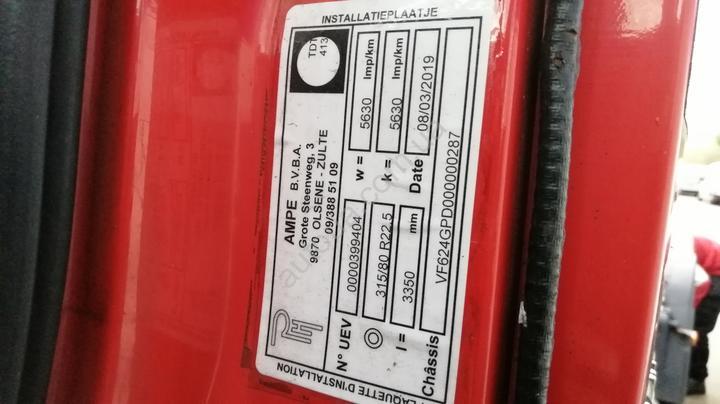 INSTALLATIEPLAATJE
TDT
413
AMPE B.V.B.A.
Grote Steenweg, 3
9870 OLSENE - ZULTE
09/388 51 09
N° UEV 0000399404 w = 5630 Imp/km
315/80 R22.5 k = 5630 Imp/km
l = 3350 mm Date 08/03/2019
Châssis VF624GPD000000287
PLAQUETTE D'INSTALLATION